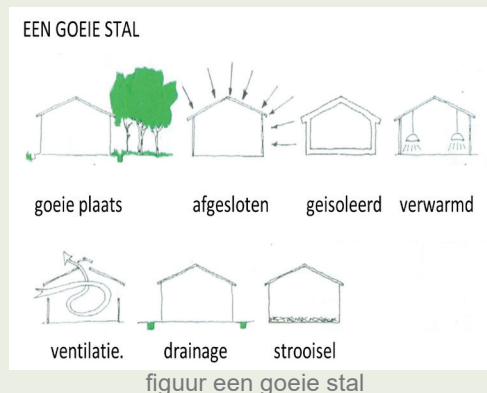 EEN GOEIE STAL
goeie plaats afgesloten geisoleerd verwarmd
ventilatie. drainage strooisel
figuur een goeie stal